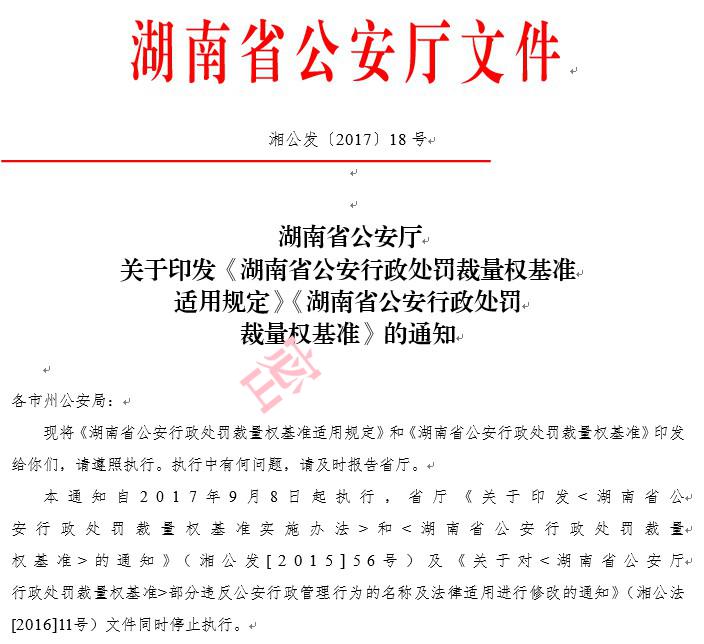 湖南省公安厅文件
湘公发〔2017〕18 号
湖南省公安厅
关于印发《湖南省公安行政处罚裁量权基准
适用规定》《湖南省公安行政处罚
裁量权基准》的通知
各市州公安局：
现将《湖南省公安行政处罚裁量权基准适用规定》和《湖南省公安行政处罚裁量权基准》印发
给你们，请遵照执行。执行中有何问题，请及时报告省厅。
本通知自2017年9月8日起执行，省厅《关于印发<湖南省公
安行政处罚裁量权基准实施办法>和<湖南省公安行政处罚裁量
权基准>的通知》（湘公发[2015]56号）及《关于对<湖南省公安厅
行政处罚裁量权基准>部分违反公安行政管理行为的名称及法律适用进行修改的通知》（湘公法
[2016]11号）文件同时停止执行。